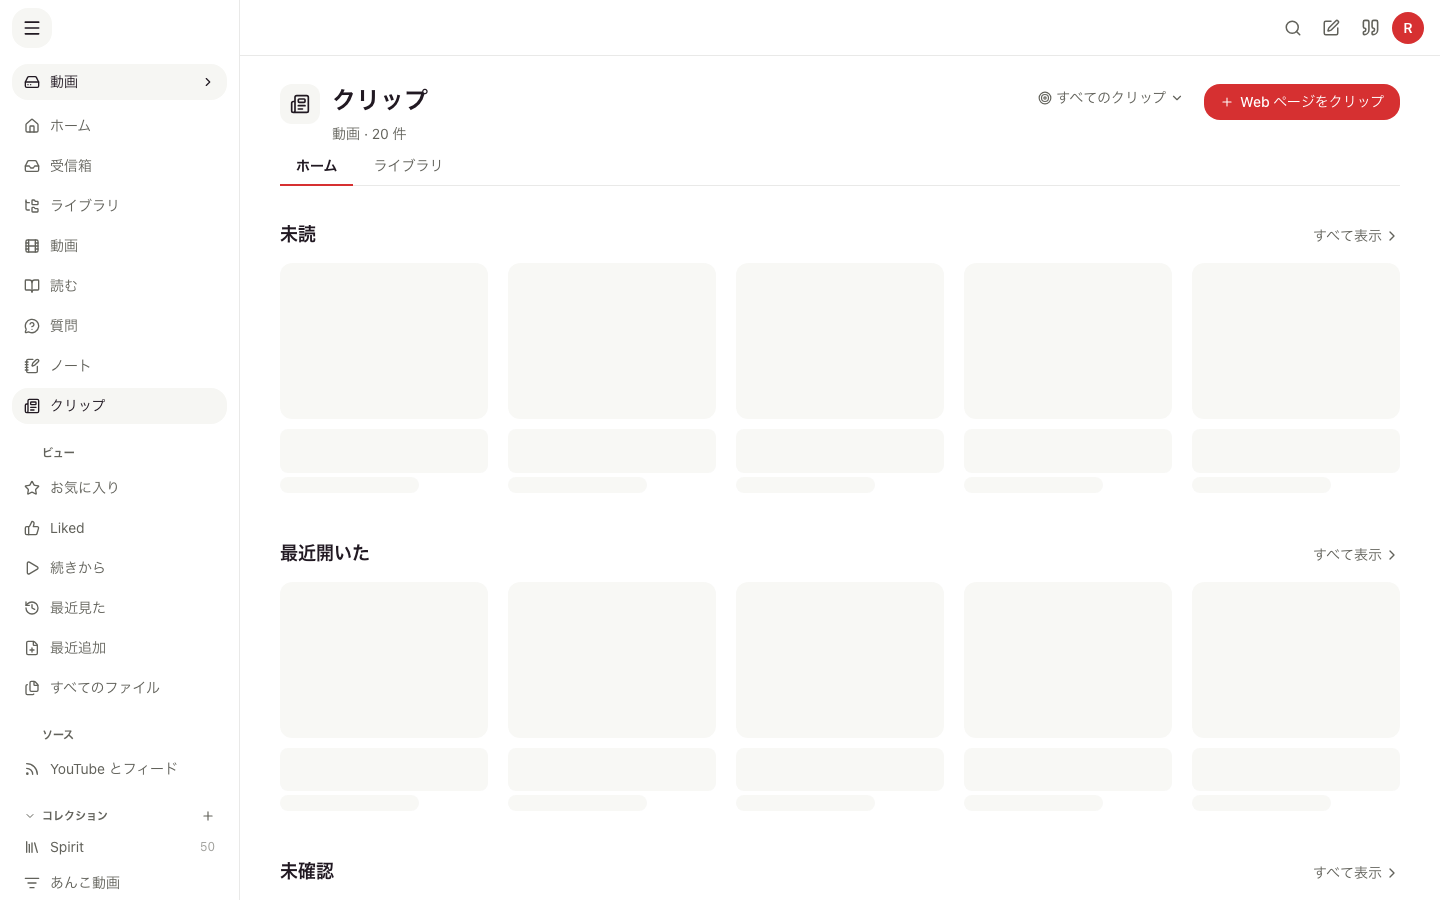 動画
ホーム
受信箱
ライブラリ
動画
読む
質問
ノート
クリップ
ビュー
お気に入り
Liked
続きから
最近見た
最近追加
すべてのファイル
ソース
YouTube とフィード
コレクション
Spirit 50
あんこ動画
R
クリップ
動画 · 20 件
すべてのクリップ
Web ページをクリップ
ホーム ライブラリ
未読 すべて表示
最近開いた すべて表示
未確認 すべて表示